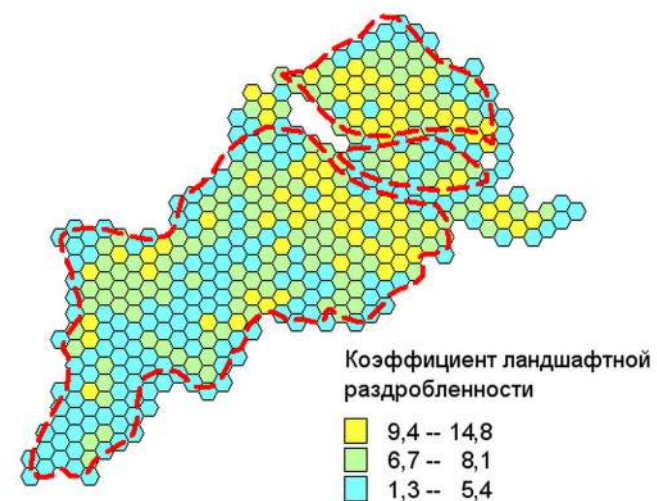 Коэффициент ландшафтной
раздробленности
9,4 -- 14,8
6,7 -- 8,1
1,3 -- 5,4